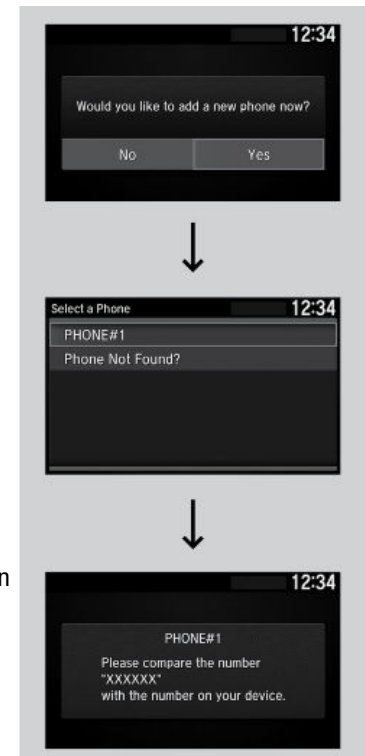 12:34
Would you like to add a new phone now?
No Yes
Select a Phone 12:34
PHONE#1
Phone Not Found?
n
12:34
PHONE#1
Please compare the number
"XXXXXX"
with the number on your device.